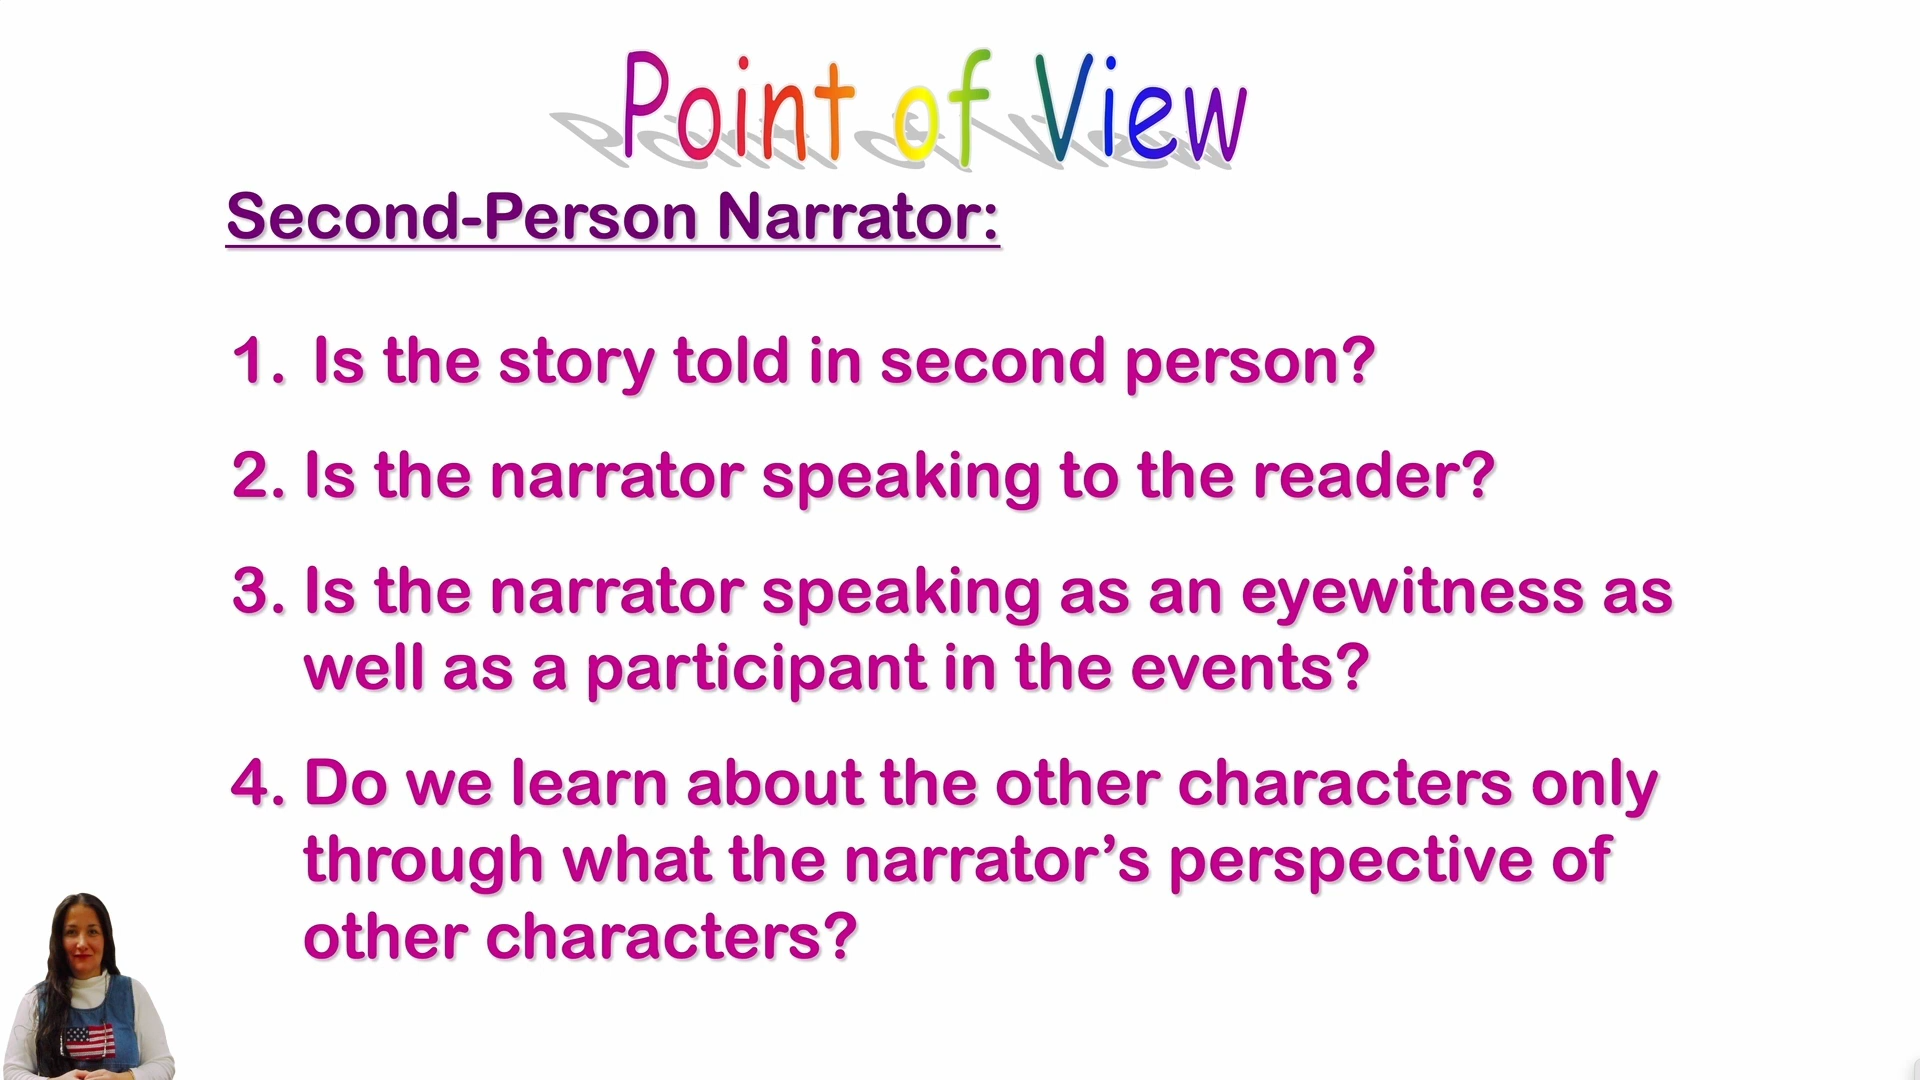 Point of View
Second-Person Narrator:
1. Is the story told in second person?
2. Is the narrator speaking to the reader?
3. Is the narrator speaking as an eyewitness as
well as a participant in the events?
4. Do we learn about the other characters only
through what the narrator’s perspective of
other characters?